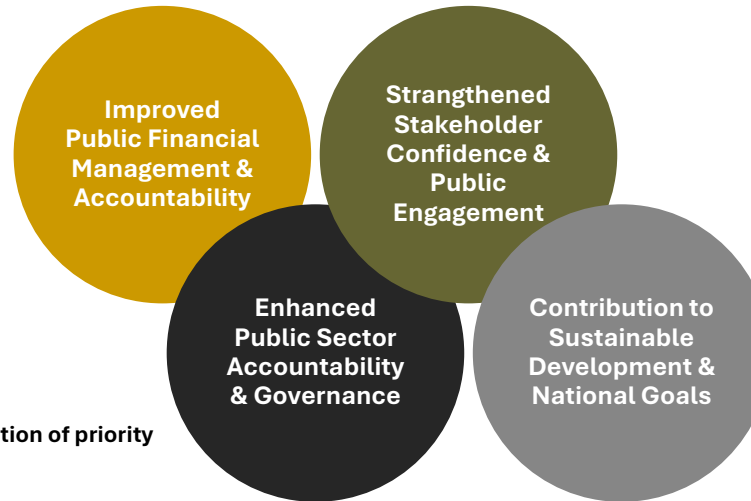 Improved
Public Financial
Management &
Accountability
Strangthened
Stakeholder
Confidence &
Public
Engagement
Enhanced
Public Sector
Accountability
& Governance
Contribution to
Sustainable
Development &
National Goals
tion of priority